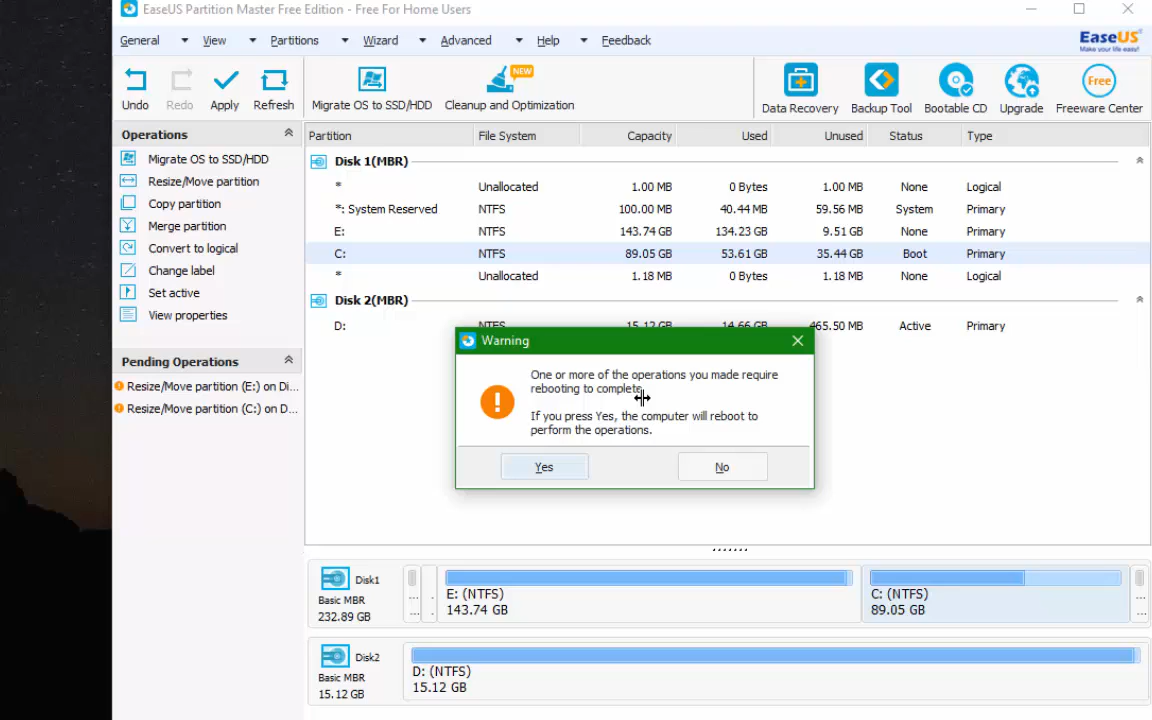 EaseUS Partition Master Free Edition - Free For Home Users
General View Partitions Wizard Advanced Help Feedback
EaseUS
Make your life easy!
Undo Redo Apply Refresh Migrate OS to SSD/HDD NEW Cleanup and Optimization Data Recovery Backup Tool Bootable CD Upgrade Free Freeware Center
Operations
Migrate OS to SSD/HDD
Resize/Move partition
Copy partition
Merge partition
Convert to logical
Change label
Set active
View properties
Pending Operations
Resize/Move partition (E:) on Di...
Resize/Move partition (C:) on D...
Partition File System Capacity Used Unused Status Type
Disk 1(MBR)
* Unallocated 1.00 MB 0 Bytes 1.00 MB None Logical
*: System Reserved NTFS 100.00 MB 40.44 MB 59.56 MB System Primary
E: NTFS 143.74 GB 134.23 GB 9.51 GB None Primary
C: NTFS 89.05 GB 53.61 GB 35.44 GB Boot Primary
* Unallocated 1.18 MB 0 Bytes 1.18 MB None Logical
Disk 2(MBR)
D: NTFS 15.12 GB 14.66 GB 465.50 MB Active Primary
Warning
One or more of the operations you made require
rebooting to complete.
If you press Yes, the computer will reboot to
perform the operations.
Yes No
Disk1
Basic MBR
232.89 GB
... .
... .
E: (NTFS)
143.74 GB
C: (NTFS)
89.05 GB
...
...
Disk2
Basic MBR
15.12 GB
D: (NTFS)
15.12 GB